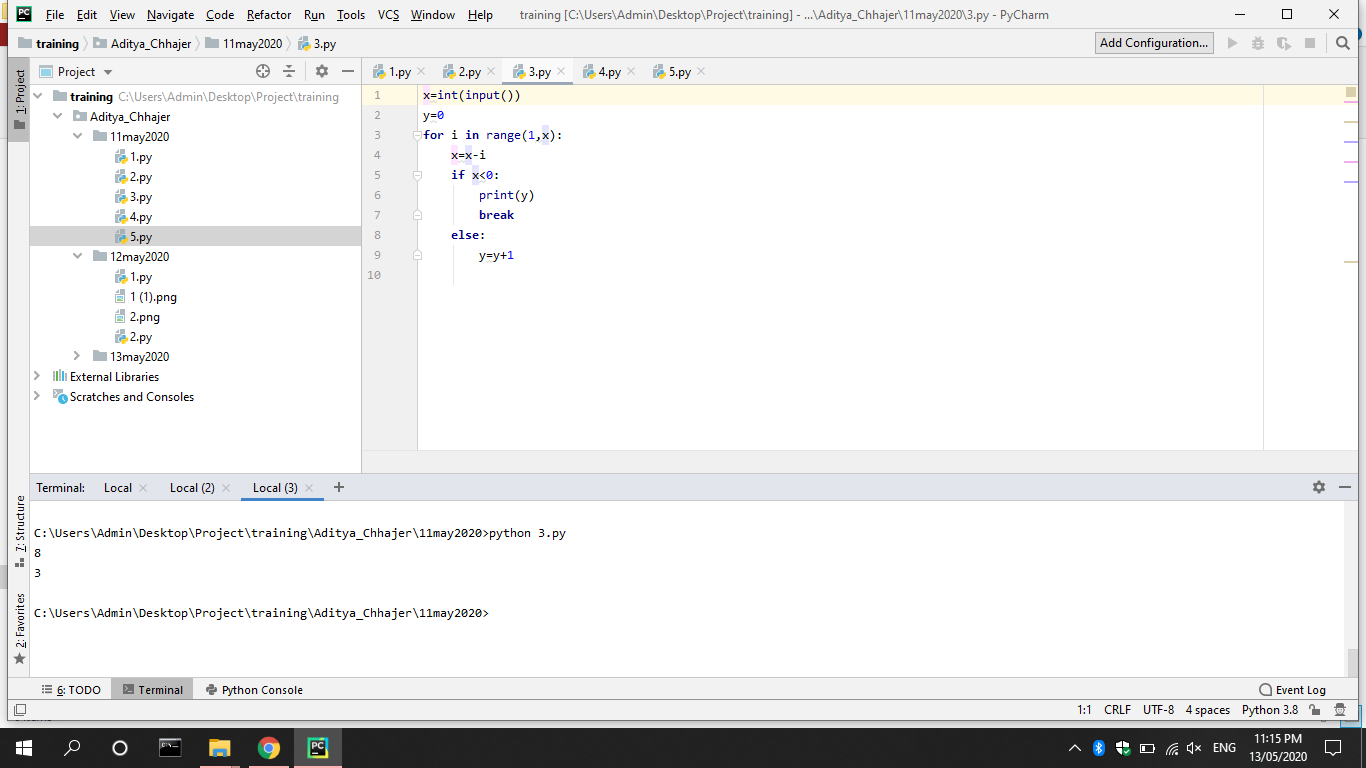 PC File Edit View Navigate Code Refactor Run Tools VCS Window Help training [C:\Users\Admin\Desktop\Project\training] - ...\Aditya_Chhajer\11may2020\3.py - PyCharm
training Aditya_Chhajer 11may2020 3.py Add Configuration...
1: Project
Project
training C:\Users\Admin\Desktop\Project\training
Aditya_Chhajer
11may2020
1.py
2.py
3.py
4.py
5.py
12may2020
1.py
1 (1).png
2.png
2.py
13may2020
External Libraries
Scratches and Consoles
1.py 2.py 3.py 4.py 5.py
1 x=int(input())
2 y=0
3 for i in range(1,x):
4 x=x-i
5 if x<0:
6 print(y)
7 break
8 else:
9 y=y+1
10
7: Structure
2: Favorites
Terminal: Local Local (2) Local (3) +
C:\Users\Admin\Desktop\Project\training\Aditya_Chhajer\11may2020>python 3.py
8
3
C:\Users\Admin\Desktop\Project\training\Aditya_Chhajer\11may2020>
6: TODO Terminal Python Console Event Log
1:1 CRLF UTF-8 4 spaces Python 3.8
PC ENG 11:15 PM
13/05/2020